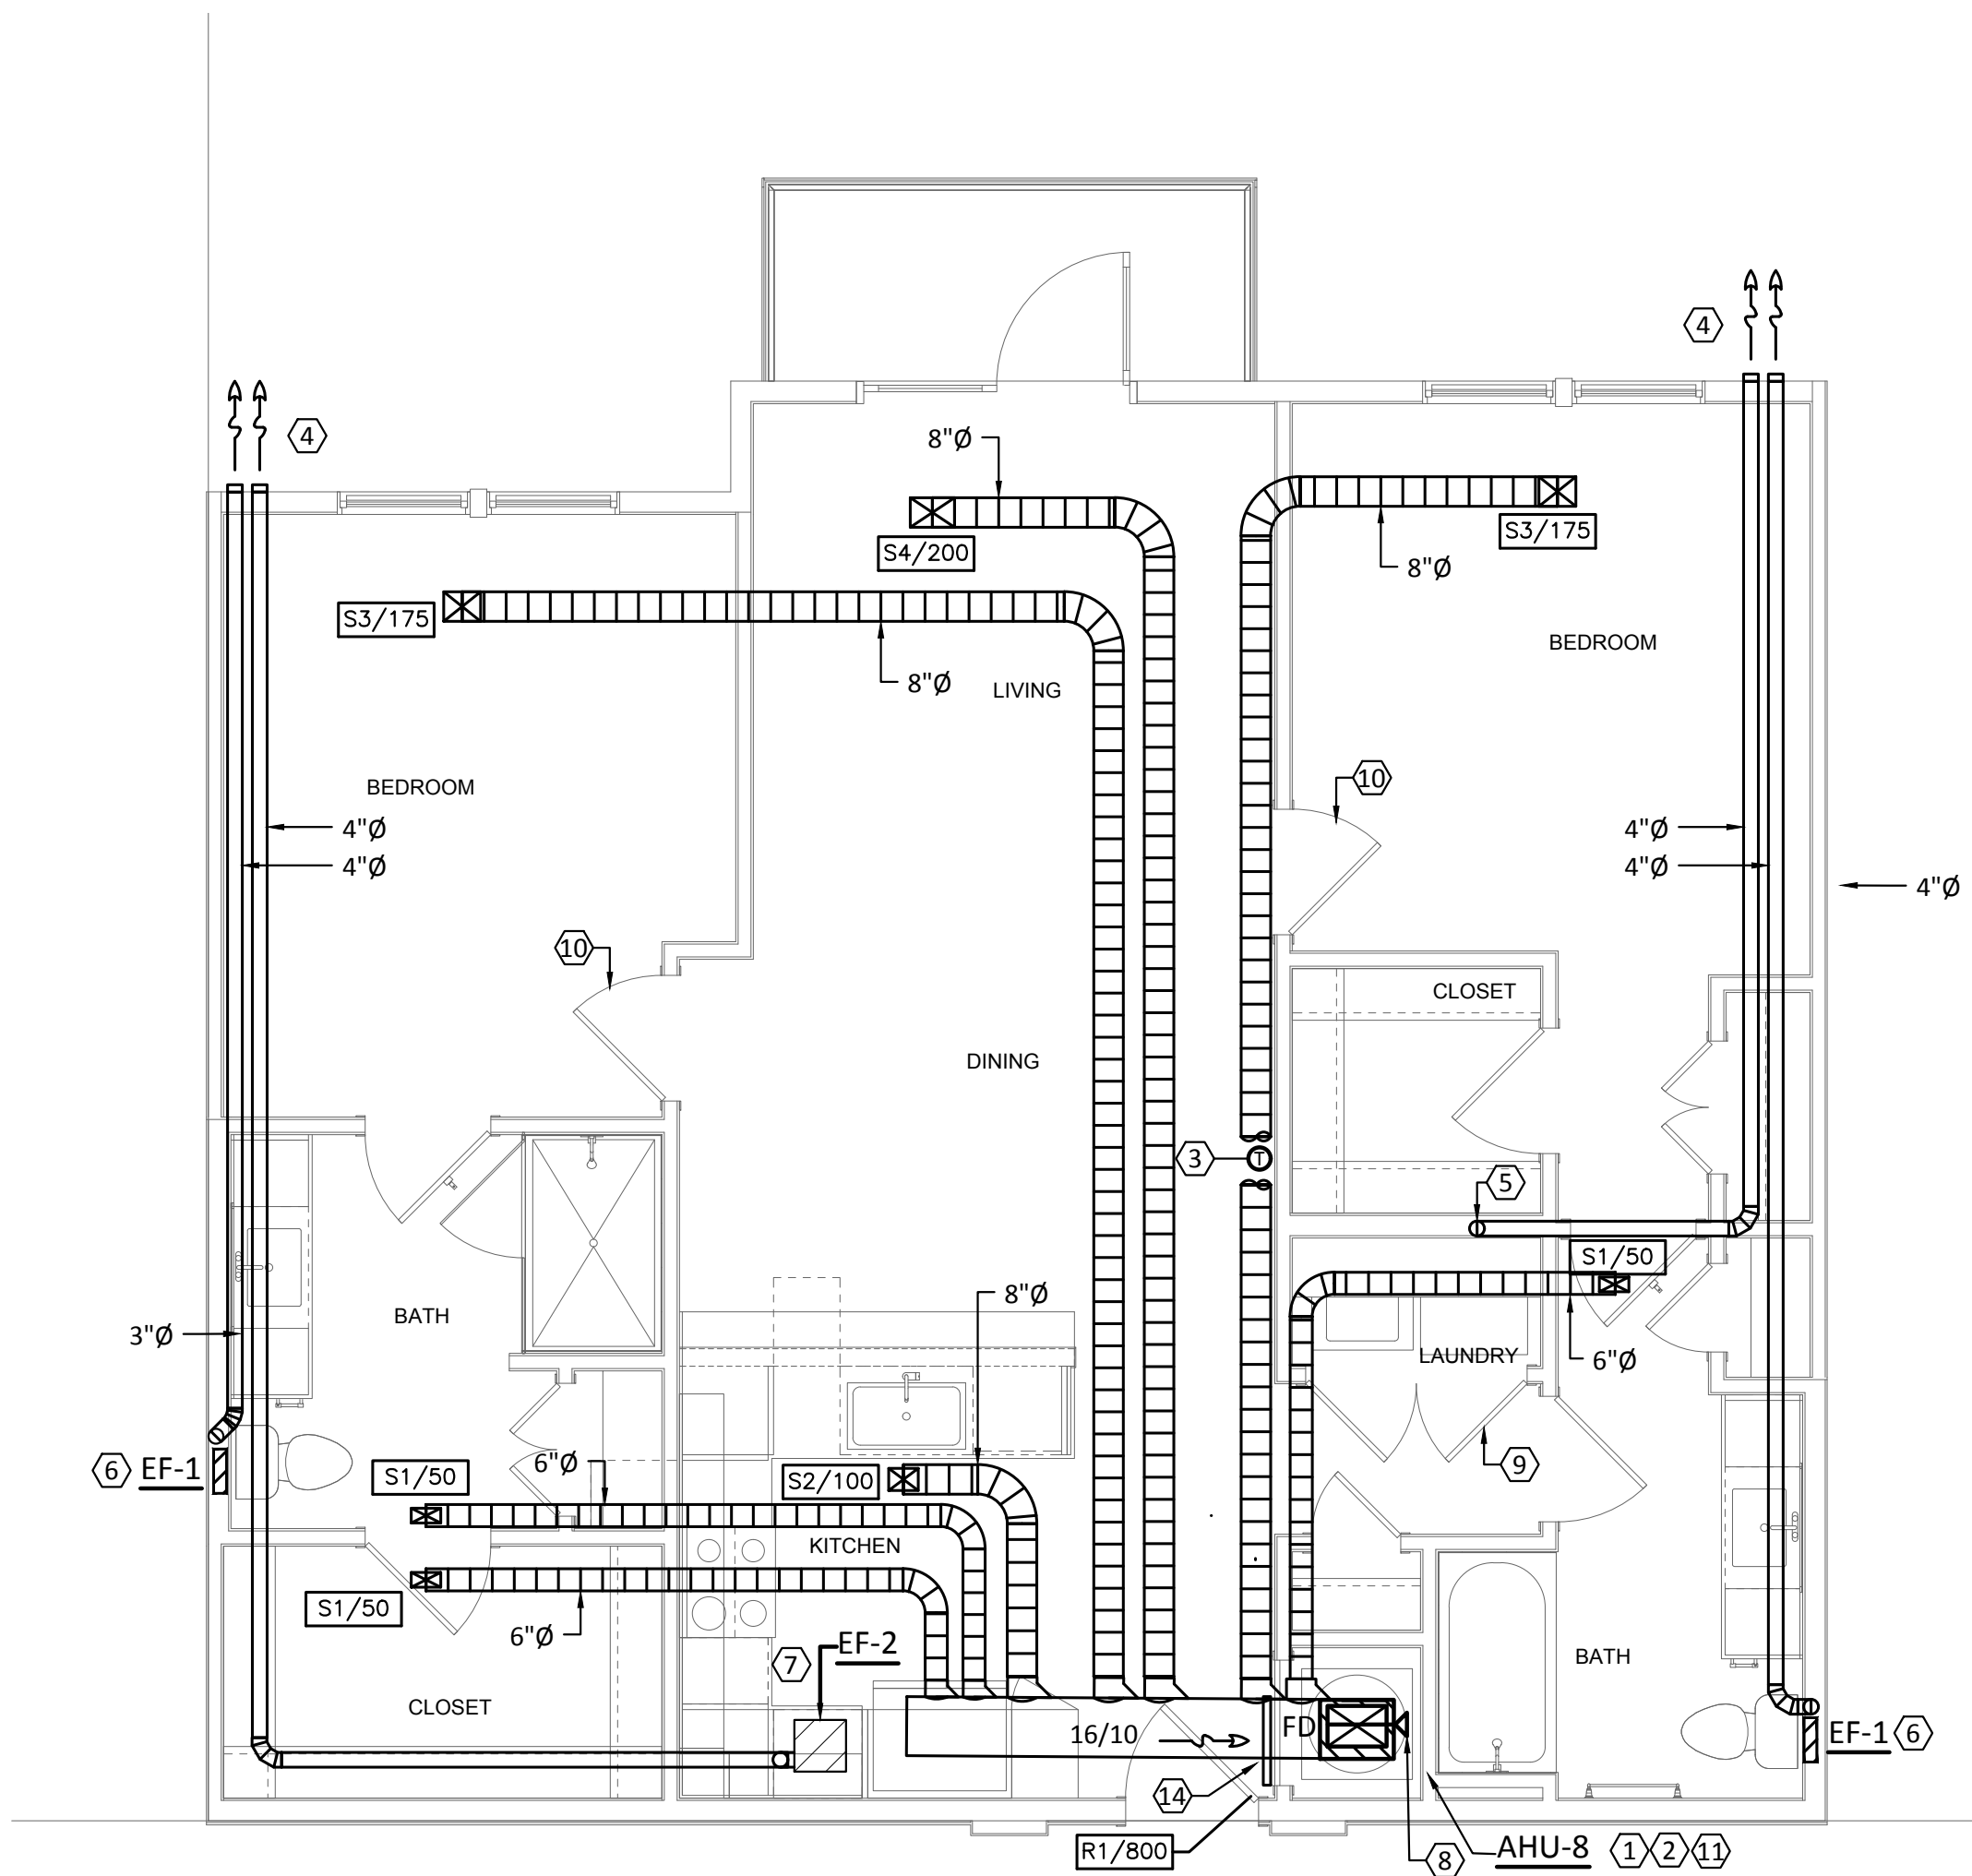 4
4
8"Ø
S4/200
S3/175
8"Ø
S3/175
8"Ø
BEDROOM
LIVING
BEDROOM
10
4"Ø
4"Ø
4"Ø
4"Ø
4"Ø
10
CLOSET
DINING
3
T
5
S1/50
8"Ø
BATH
3"Ø
LAUNDRY
6"Ø
6
EF-1
S1/50
6"Ø
S2/100
9
KITCHEN
S1/50
6"Ø
7
EF-2
BATH
CLOSET
16/10
FD
EF-1
6
14
R1/800
8
AHU-8
1
2
11